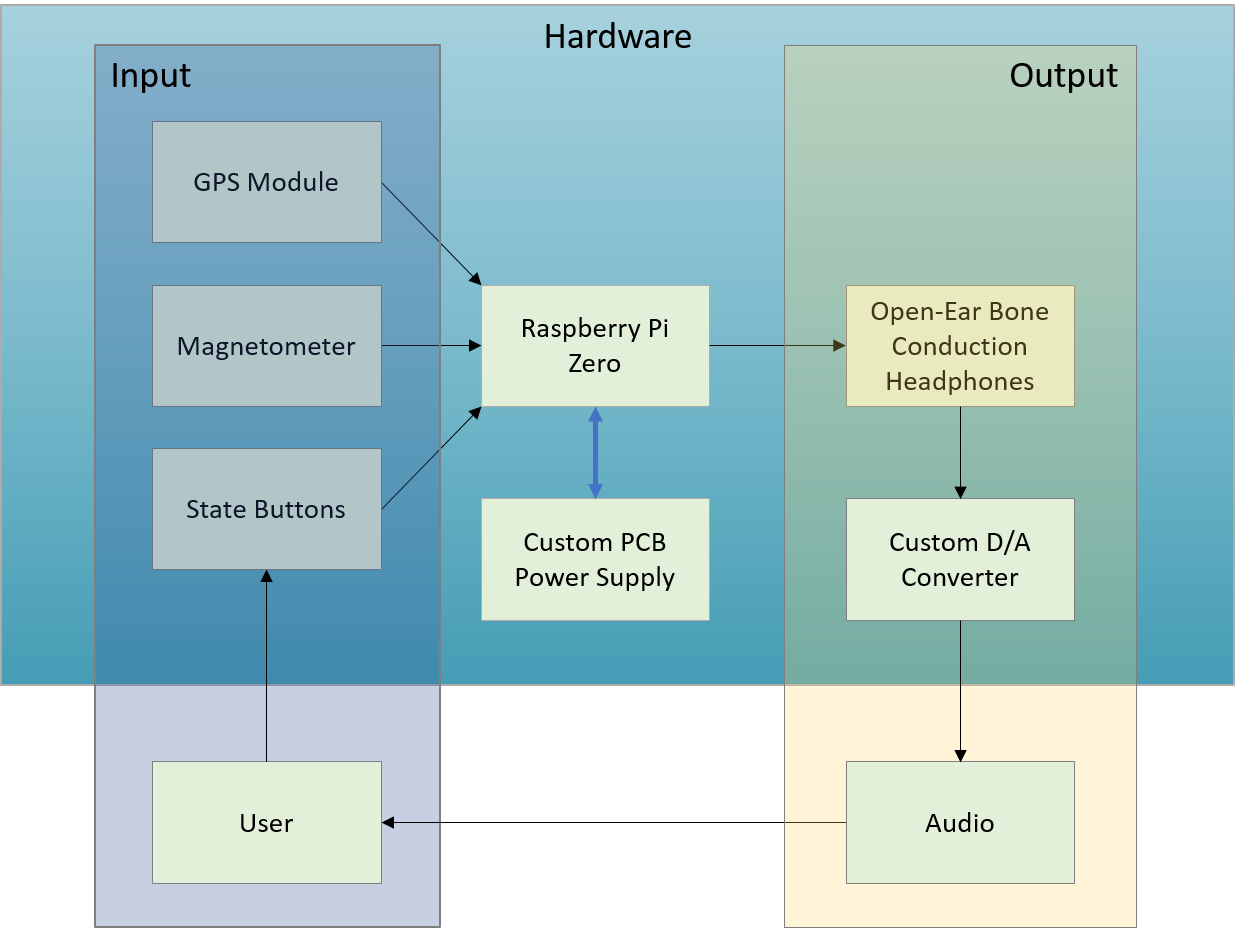 Hardware
Input
Output
GPS Module
Magnetometer
Raspberry Pi
Zero
Open-Ear Bone
Conduction
Headphones
State Buttons
Custom PCB
Power Supply
Custom D/A
Converter
User
Audio